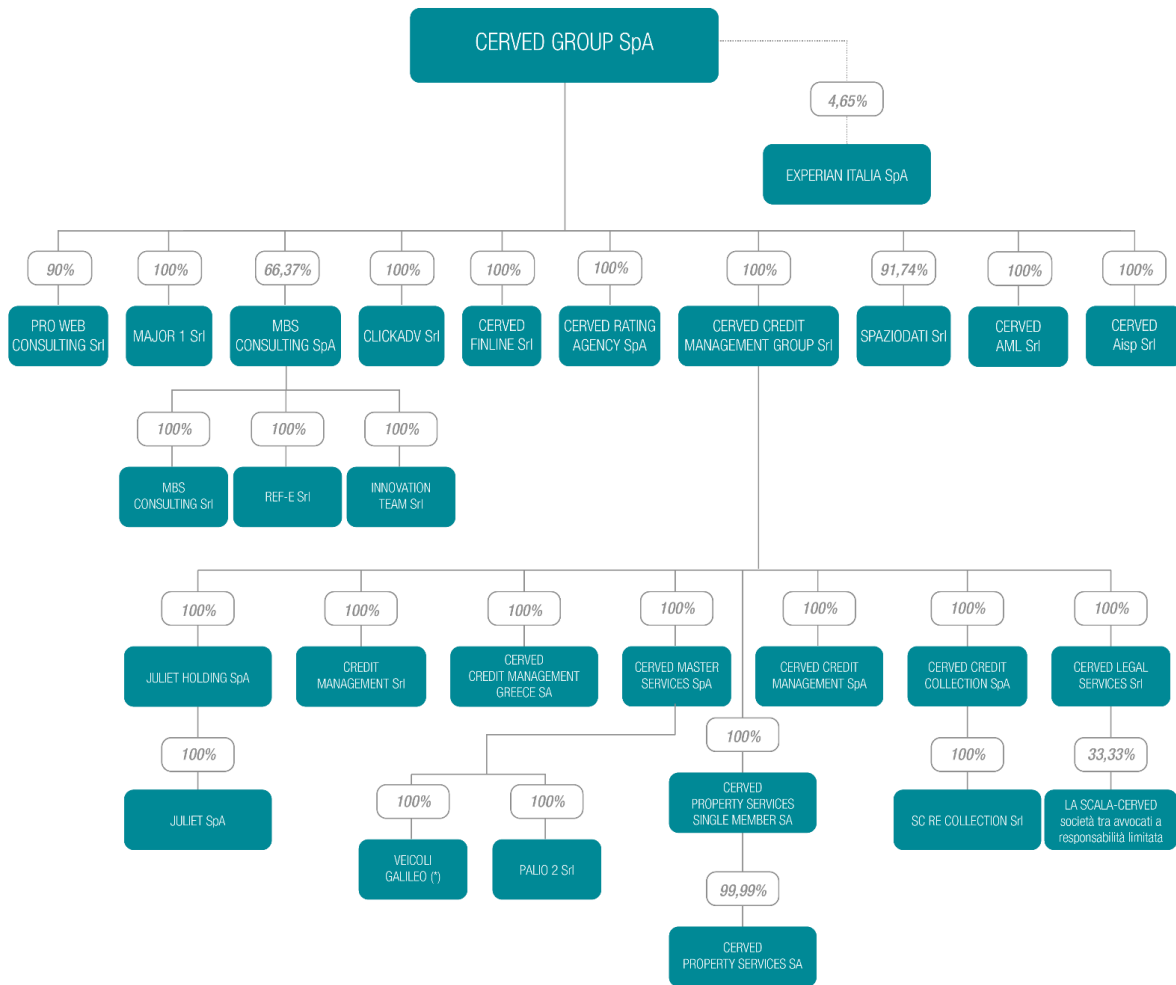 CERVED GROUP SpA
4,65%
EXPERIAN ITALIA SpA
90%
100%
66,37%
100%
100%
100%
100%
91,74%
100%
100%
PRO WEB
CONSULTING Srl
MAJOR 1 Srl
MBS
CONSULTING SpA
CLICKADV Srl
CERVED
FINLINE Srl
CERVED RATING
AGENCY SpA
CERVED CREDIT
MANAGEMENT GROUP Srl
SPAZIODATI Srl
CERVED
AML Srl
CERVED
Aisp Srl
100%
100%
100%
MBS
CONSULTING Srl
REF-E Srl
INNOVATION
TEAM Srl
100%
100%
100%
100%
100%
100%
100%
JULIET HOLDING SpA
CREDIT
MANAGEMENT Srl
CERVED
CREDIT MANAGEMENT
GREECE SA
CERVED MASTER
SERVICES SpA
CERVED CREDIT
MANAGEMENT SpA
CERVED CREDIT
COLLECTION SpA
CERVED LEGAL
SERVICES Srl
100%
100%
100%
33,33%
JULIET SpA
100%
100%
CERVED
PROPERTY SERVICES
SINGLE MEMBER SA
SC RE COLLECTION Srl
LA SCALA-CERVED
società tra avvocati a
responsabilità limitata
VEICOLI
GALILEO (*)
PALIO 2 Srl
99,99%
CERVED
PROPERTY SERVICES SA